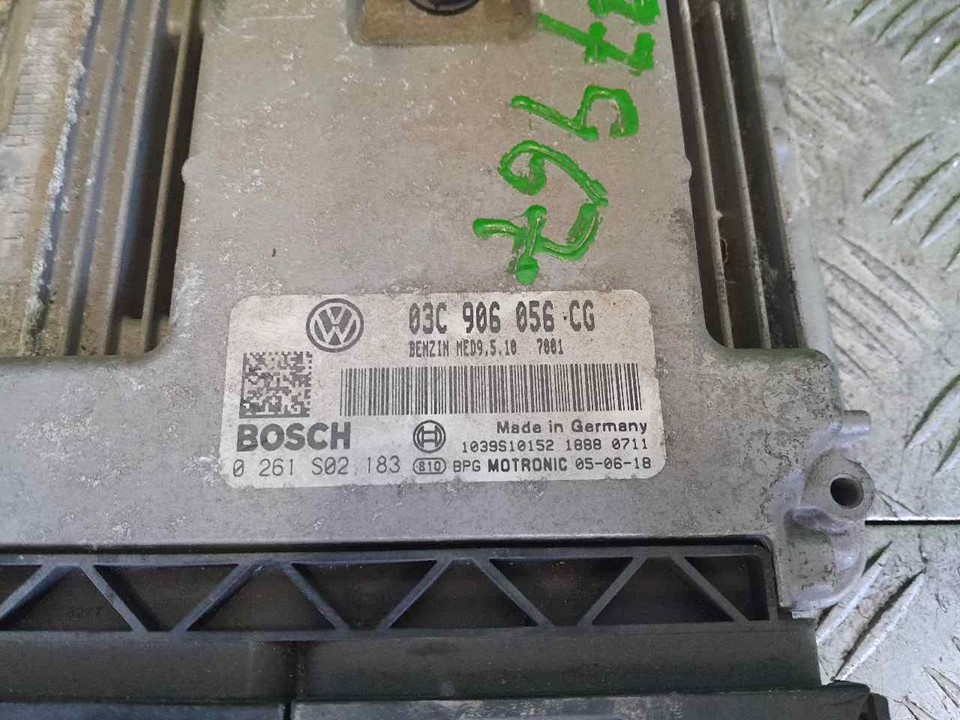 03C 906 056 CG
BENZIN MED9.5.10 7001
Made in Germany
BOSCH
1039S10152 1888 0711
0 261 S02 183 810 BPG MOTRONIC 05-06-18